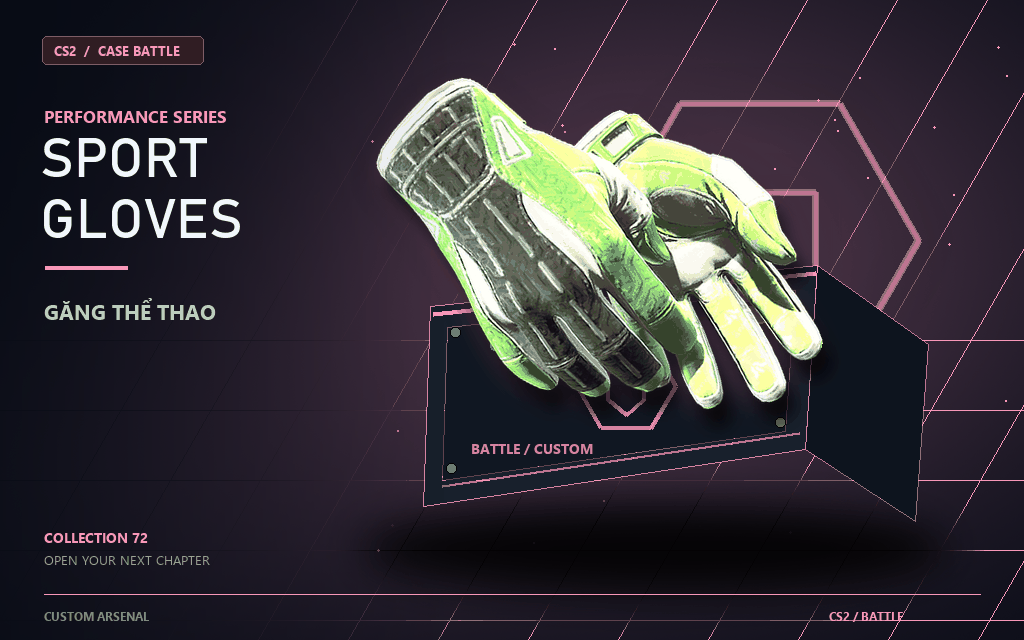 CS2 / CASE BATTLE
PERFORMANCE SERIES
SPORT
GLOVES
GĂNG THỂ THAO
BATTLE / CUSTOM
COLLECTION 72
OPEN YOUR NEXT CHAPTER
CUSTOM ARSENAL
CS2 / BATTLE